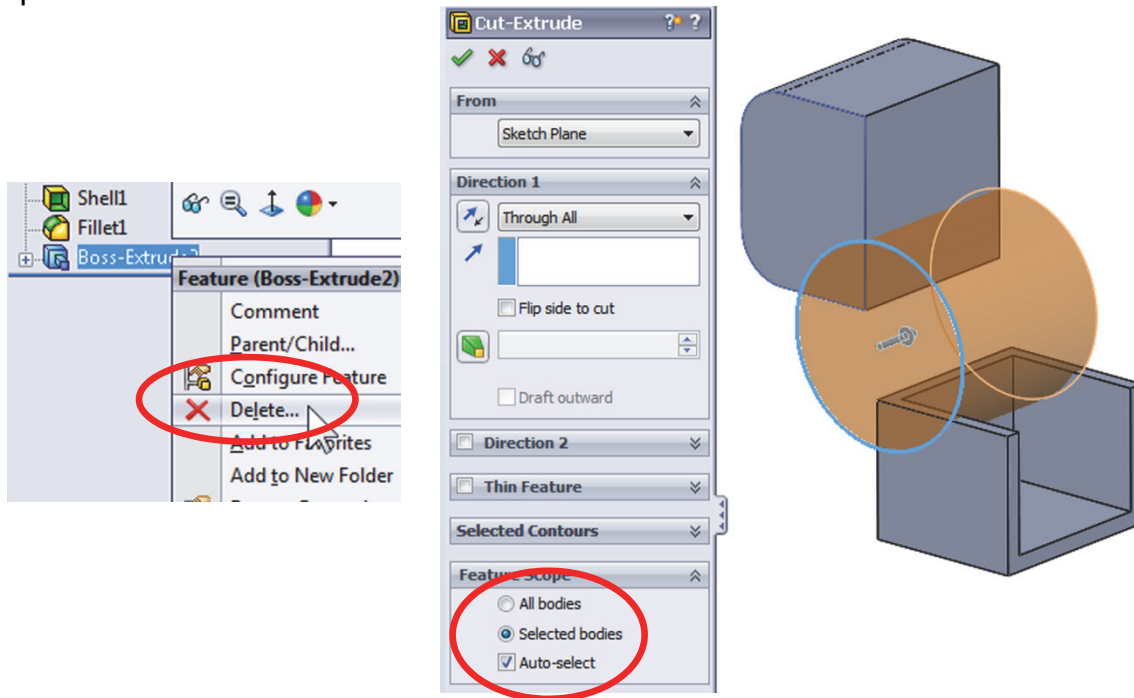 Shell1
Fillet1
Boss-Extrude2
Feature (Boss-Extrude2)
Comment
Parent/Child...
Configure Feature
Delete...
Add to Favorites
Add to New Folder
Cut-Extrude ? ?
From
Sketch Plane
Direction 1
Through All
Flip side to cut
Draft outward
Direction 2
Thin Feature
Selected Contours
Feature Scope
All bodies
Selected bodies
Auto-select